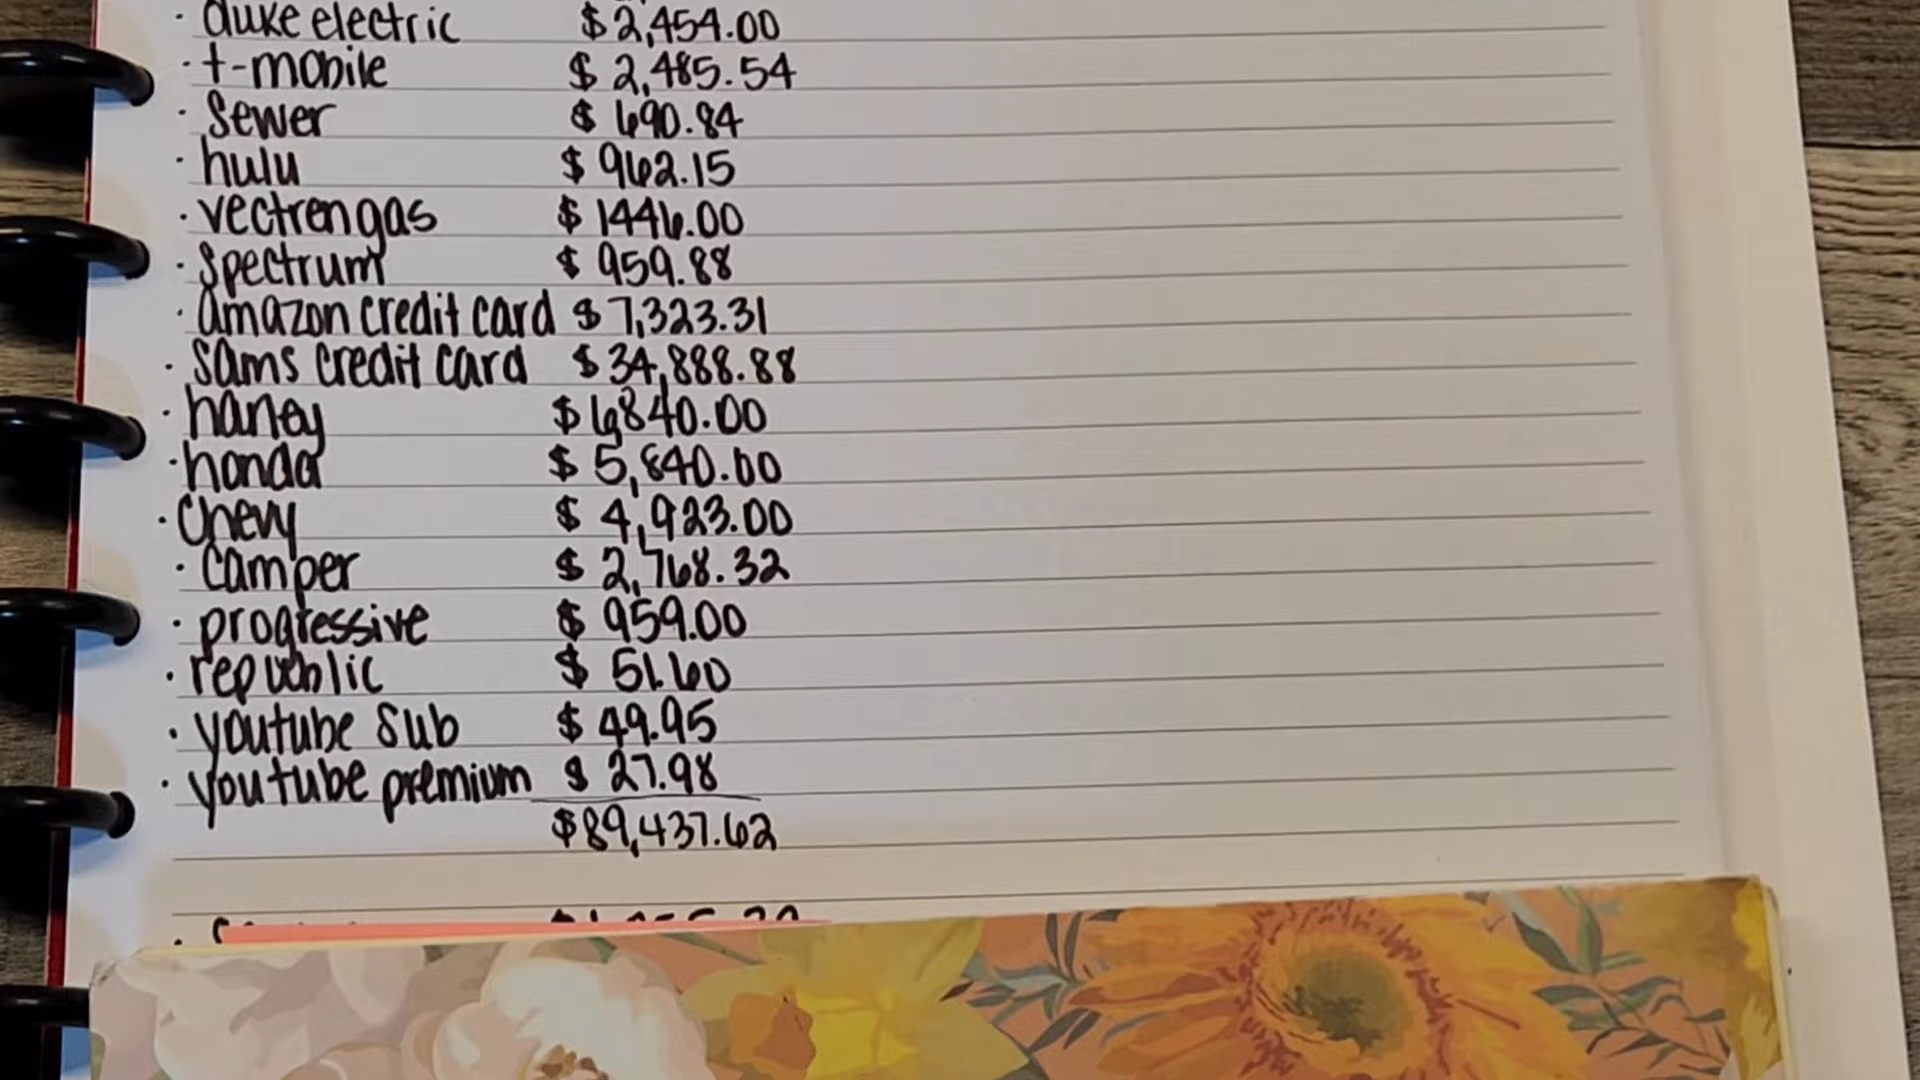 · duke electric $2,454.00
· t-mobile $2,485.54
· Sewer $690.84
· hulu $962.15
· vectren gas $1446.00
· Spectrum $959.88
· amazon credit card $7,323.31
· Sams credit card $34,888.88
· haney $6840.00
· honda $5,840.00
· Chevy $4,923.00
· camper $2,768.32
· progressive $959.00
· republic $51.60
· youtube Sub $49.95
· youtube premium $27.98
$89,437.62